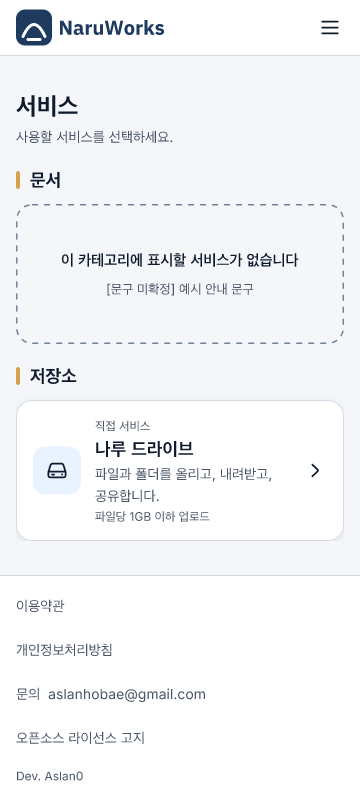 NaruWorks
서비스
사용할 서비스를 선택하세요.
문서
이 카테고리에 표시할 서비스가 없습니다
[문구 미확정] 예시 안내 문구
저장소
직접 서비스
나루 드라이브
파일과 폴더를 올리고, 내려받고,
공유합니다.
파일당 1GB 이하 업로드
이용약관
개인정보처리방침
문의 aslanhobae@gmail.com
오픈소스 라이선스 고지
Dev. Aslan0